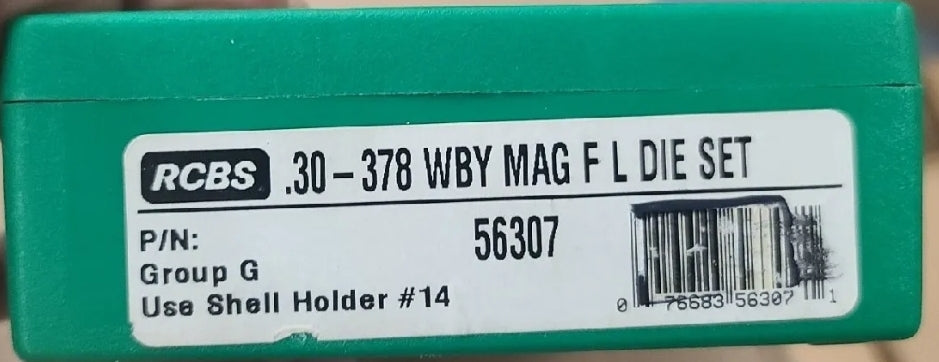 RCBS .30-378 WBY MAG F L DIE SET
P/N: 56307
Group G
Use Shell Holder #14
0 76683 56307 1